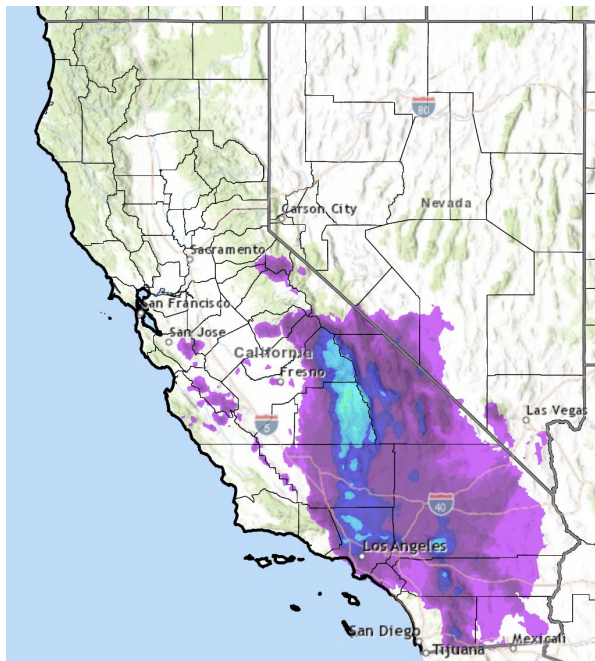 80
Nevada
Carson City
Sacramento
San Francisco
San Jose
California
Fresno
Las Vegas
5
40
Los Angeles
San Diego
Tijuana
Mexicali